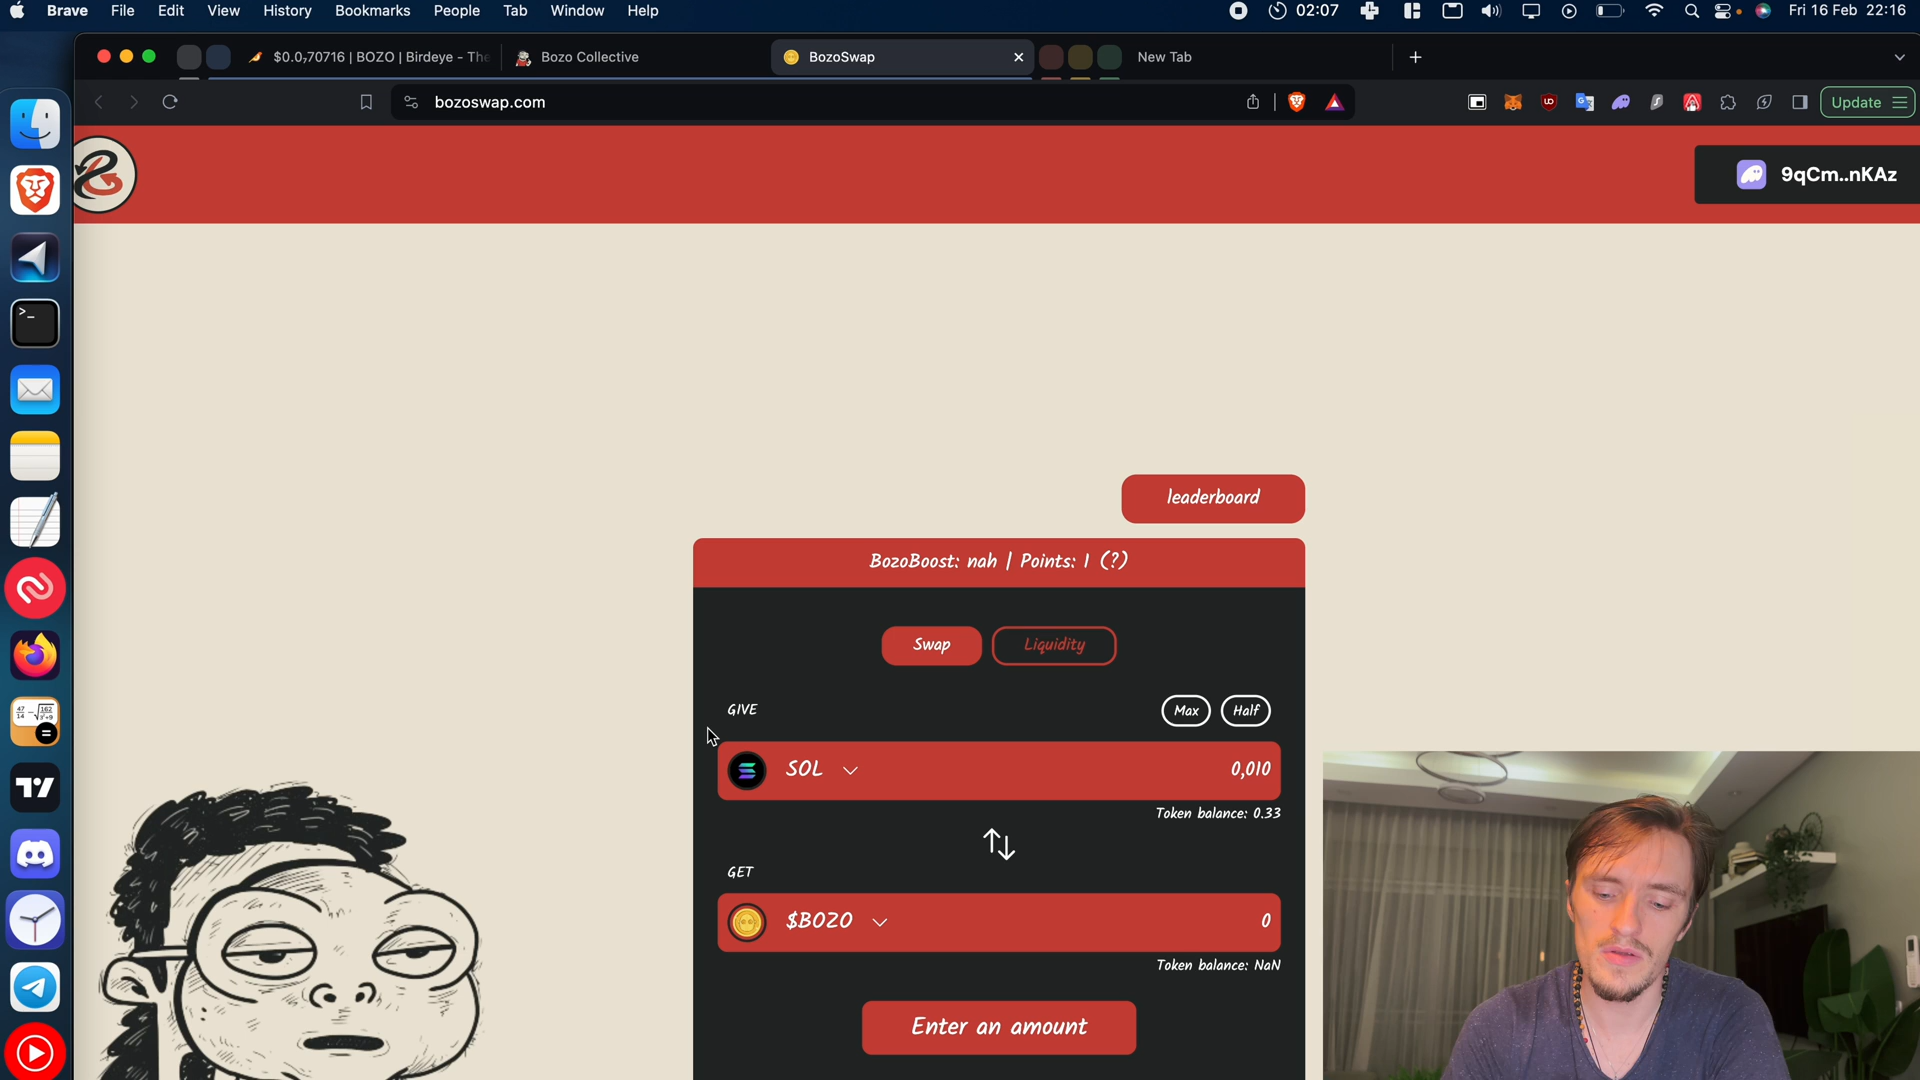 Brave File Edit View History Bookmarks People Tab Window Help 02:07 Fri 16 Feb 22:16
$0.0₇70716 | BOZO | Birdeye - The Bozo Collective BozoSwap New Tab
bozoswap.com Update
9qCm..nKAz
leaderboard
BozoBoost: nah | Points: 1 (?)
Swap Liquidity
GIVE Max Half
SOL 0,010
Token balance: 0.33
GET
$BOZO 0
Token balance: NaN
Enter an amount